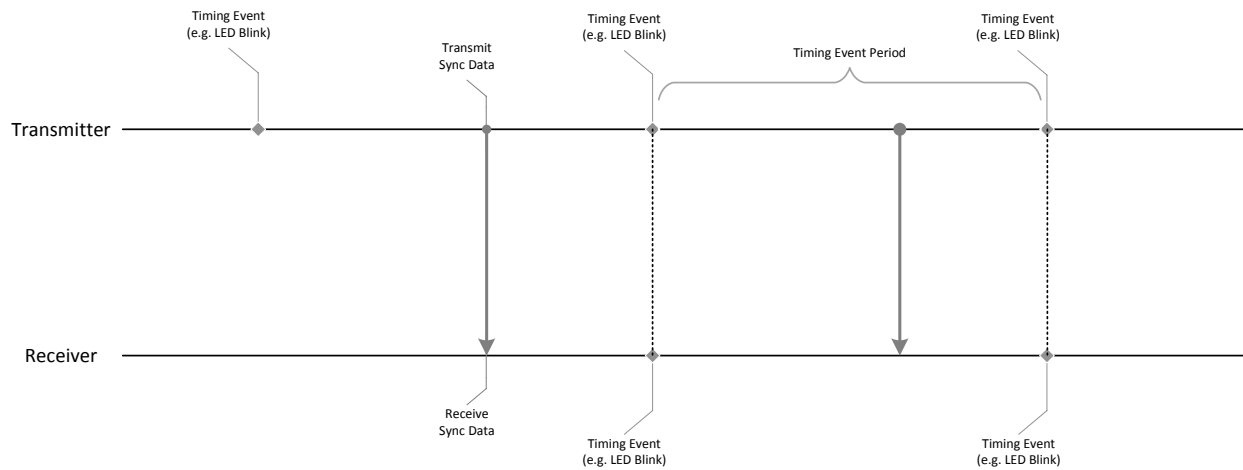 Timing Event
(e.g. LED Blink)
Transmit
Sync Data
Timing Event
(e.g. LED Blink)
Timing Event Period
Timing Event
(e.g. LED Blink)
Transmitter
Receiver
Receive
Sync Data
Timing Event
(e.g. LED Blink)
Timing Event
(e.g. LED Blink)